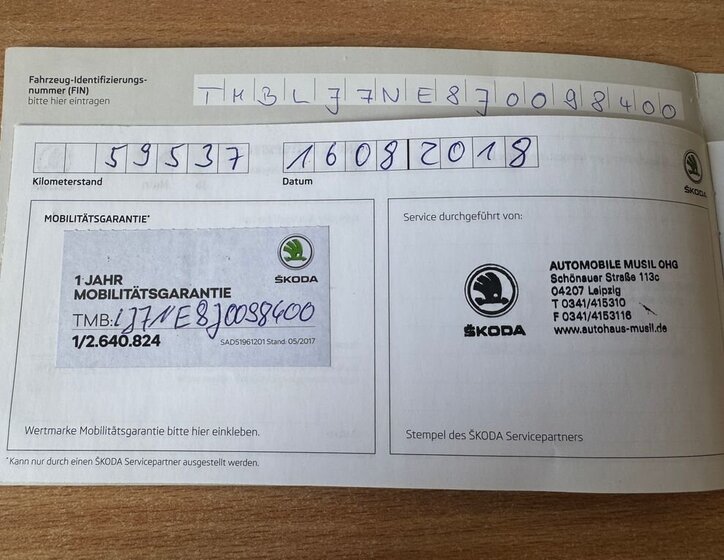 Fahrzeug-Identifizierungs-
nummer (FIN)
bitte hier eintragen
TMBLJ7NE8J0098400
59537
Kilometerstand
16082018
Datum
ŠKODA
MOBILITÄTSGARANTIE*
ŠKODA
1 JAHR
MOBILITÄTSGARANTIE
TMB: LJ7NE8J0098400
1/2.640.824
SAD51961201 Stand: 05/2017
Wertmarke Mobilitätsgarantie bitte hier einkleben.
Service durchgeführt von:
ŠKODA
AUTOMOBILE MUSIL OHG
Schönauer Straße 113c
04207 Leipzig
T 0341/415310
F 0341/4153116
www.autohaus-musil.de
Stempel des ŠKODA Servicepartners
*Kann nur durch einen ŠKODA Servicepartner ausgestellt werden.